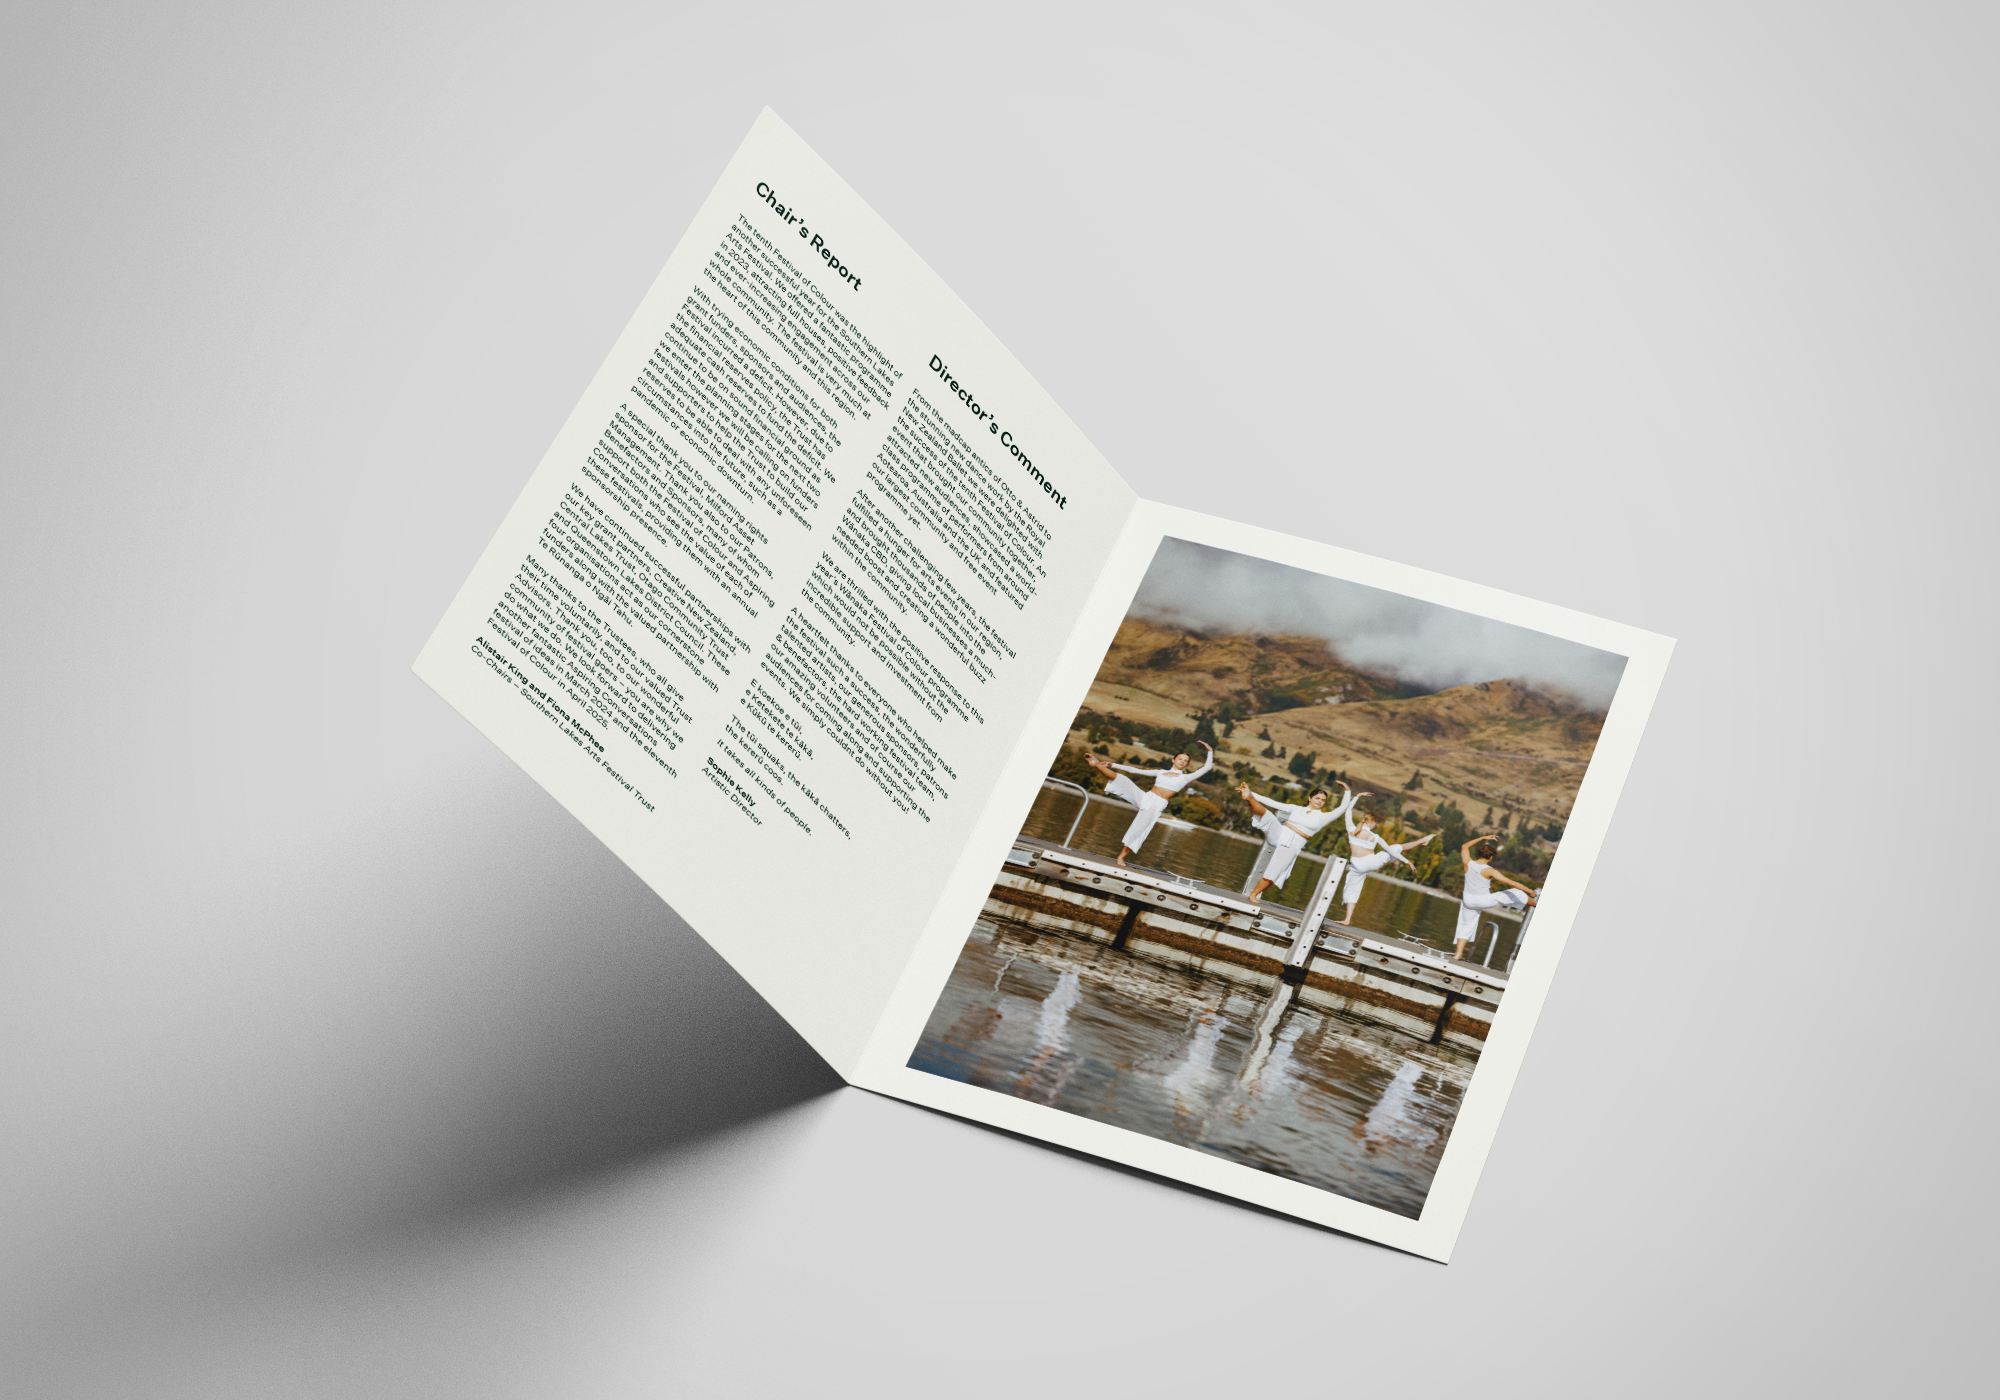 Chair's Report
The tenth Festival of Colour was the highlight of
another successful year for the Southern Lakes
Arts Festival. We offered a fantastic programme
in 2023, attracting full houses, positive feedback
and ever-increasing engagement across our
whole community. The festival is very much at
the heart of this community and this region.
With trying economic conditions for both
grant funders, sponsors and audiences, the
Festival incurred a deficit. However, due to
the financial reserves policy, the Trust has
adequate cash reserves to fund the deficit. We
continue to be on sound financial ground as
we enter the planning stages for the next two
festivals however we will be calling on funders
and supporters to help the Trust to build our
reserves to be able to deal with any unforeseen
circumstances into the future, such as a
pandemic or economic downturn.
A special thank you to our naming rights
sponsor for the Festival, Milford Asset
Management. Thank you also to our Patrons,
Benefactors and Sponsors, many of whom
support both the Festival of Colour and Aspiring
Conversations who see the value of each of
these festivals, providing them with an annual
sponsorship presence.
We have continued successful partnerships with
our key grant partners, Creative New Zealand,
Central Lakes Trust, Otago Community Trust
and Queenstown Lakes District Council. These
four organisations act as our cornerstone
funders along with the valued partnership with
Te Rūnanga o Ngāi Tahu.
Many thanks to the Trustees, who all give
their time voluntarily, and to our wonderful
Advisors. Thank you, too, to our valued Trust
community of festival goers – you are why we
do what we do. We look forward to delivering
another fantastic Aspiring Conversations
festival of ideas in March 2024 and the eleventh
Festival of Colour in April 2025.
Alistair King and Fiona McPhee
Co-Chairs – Southern Lakes Arts Festival Trust
Director's Comment
From the madcap antics of Otto & Astrid to
the stunning new dance work by the Royal
New Zealand Ballet we were delighted with
the success of the tenth Festival of Colour. An
event that brought our community together,
attracted new audiences, showcased a world-
class programme of performers from around
Aotearoa, Australia and the UK and featured
our largest community and free event
programme yet.
After another challenging few years, the festival
fulfilled a hunger for arts events in our region,
and brought thousands of people into the
Wānaka CBD, giving local businesses a much-
needed boost and creating a wonderful buzz
within the community.
We are thrilled with the positive response to this
year's Wānaka Festival of Colour programme
which would not be possible without the
incredible support and investment from
the community.
A heartfelt thanks to everyone who helped make
the festival such a success, the wonderfully
talented artists, our generous sponsors, patrons
& benefactors, the hard working festival team,
our amazing volunteers and of course our
audiences for coming along and supporting the
events. We simply couldn't do without you!
E koekoe e tūī,
e Ketekete te kākā,
e Kūkū te kererū.
The tūī squaks, the kākā chatters,
the kererū coos.
It takes all kinds of people.
Sophie Kelly
Artistic Director